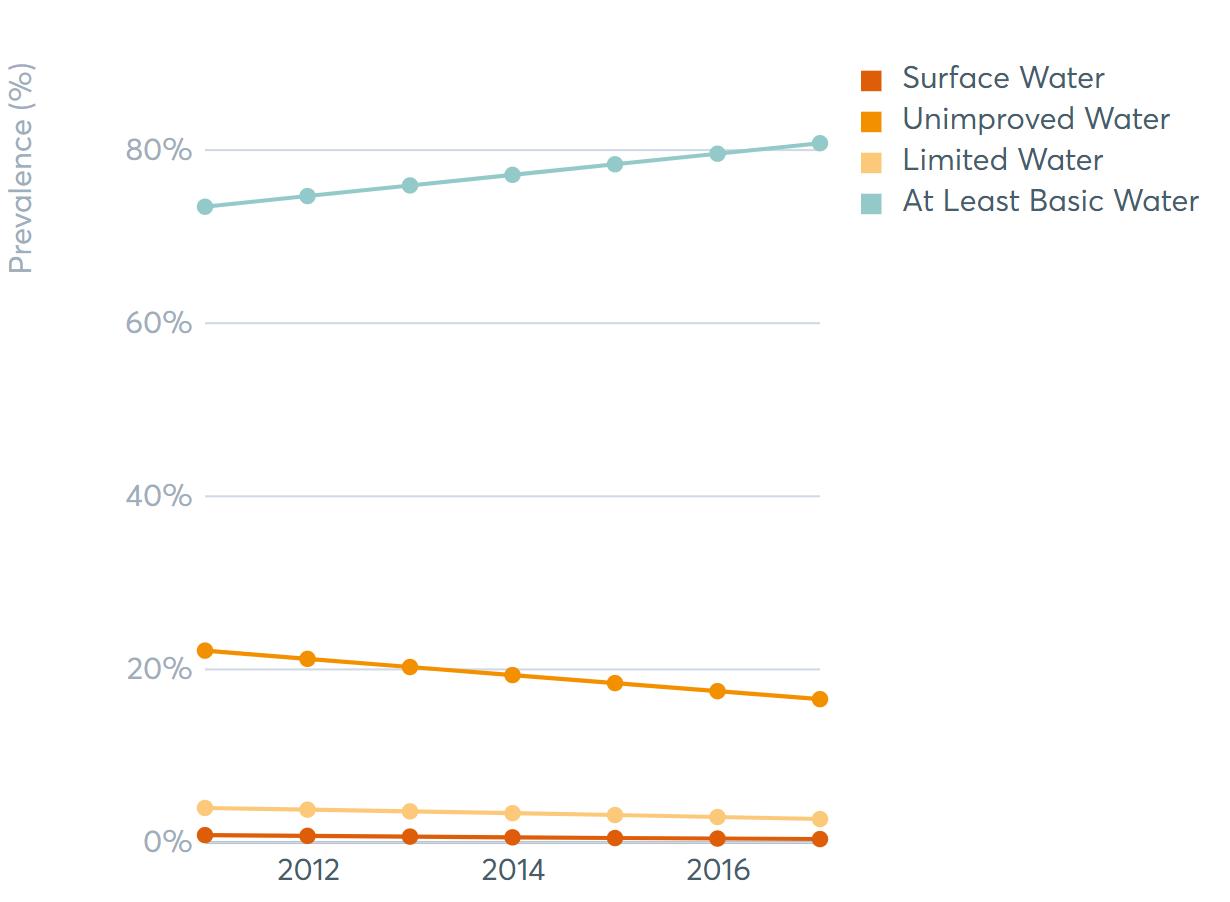 Prevalence (%)
80%
60%
40%
20%
0%
2012
2014
2016
Surface Water
Unimproved Water
Limited Water
At Least Basic Water